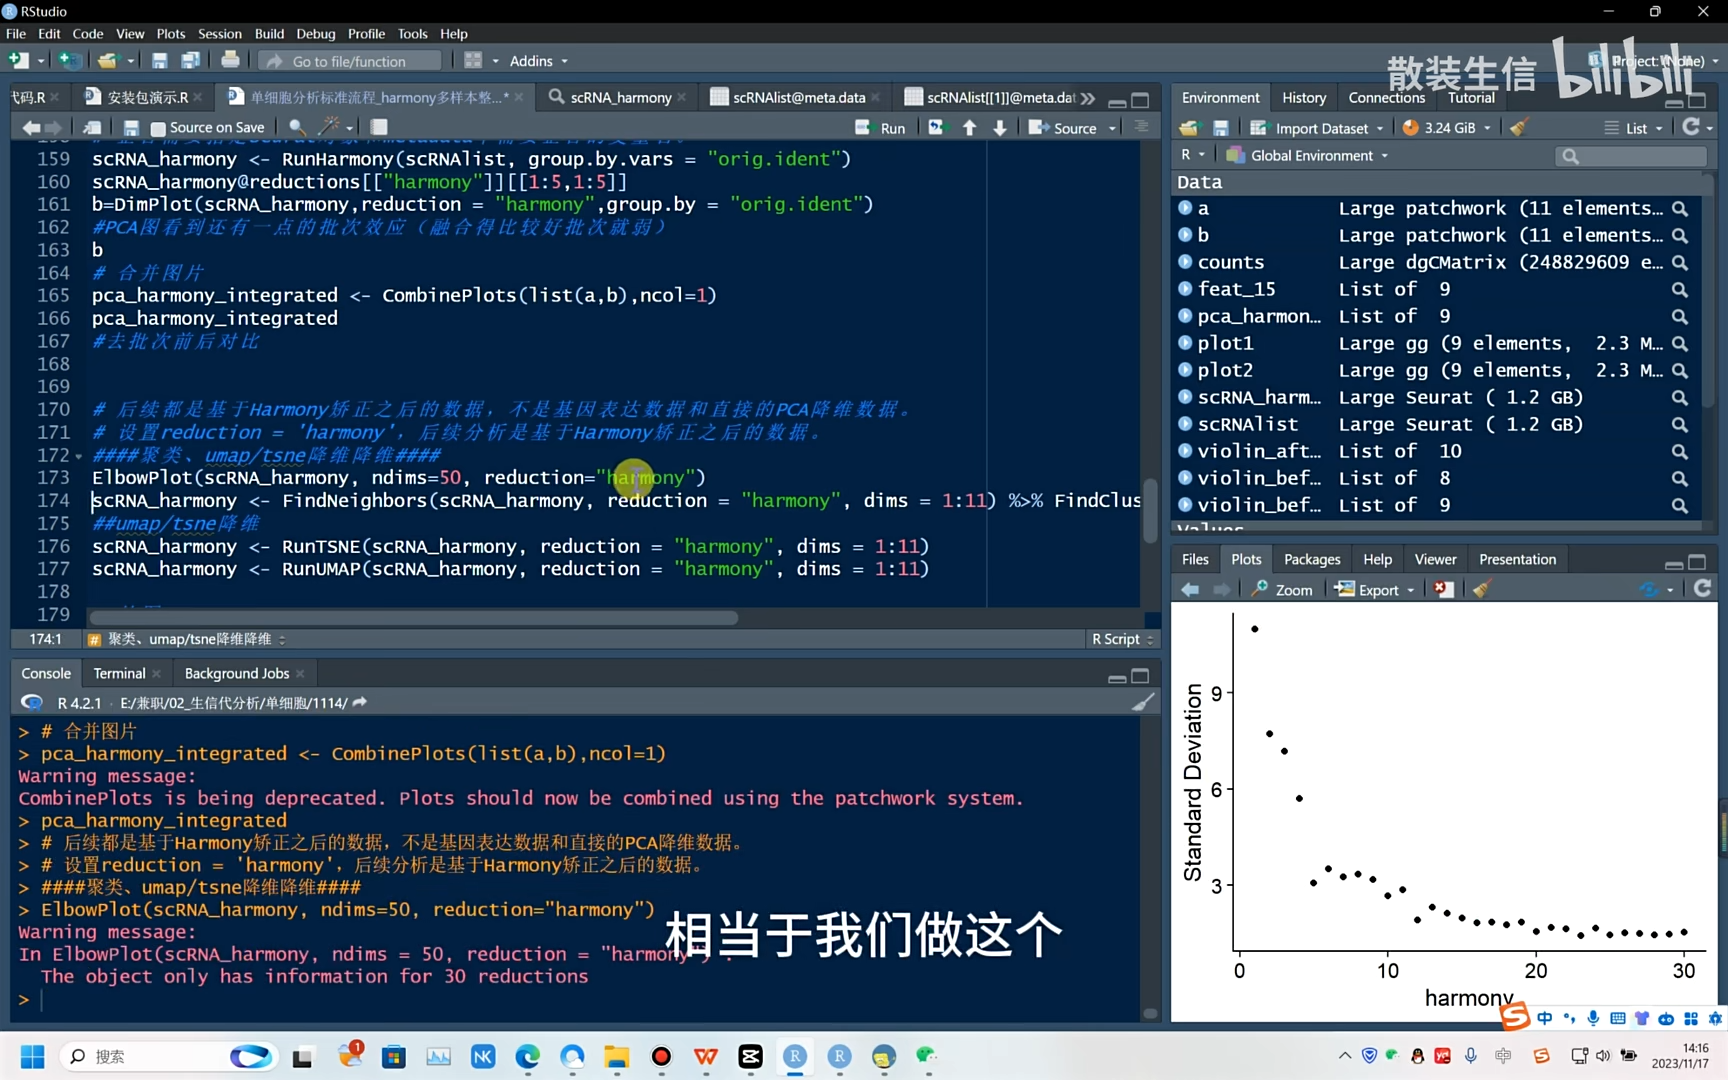 RStudio
File Edit Code View Plots Session Build Debug Profile Tools Help
Go to file/function Addins
Project: (None)
散装生信 bilibili
代码.R 安装包演示.R 单细胞分析标准流程_harmony多样本整...* scRNA_harmony scRNAlist@meta.data scRNAlist[[1]]@meta.dat
Source on Save Run Source
159 scRNA_harmony <- RunHarmony(scRNAlist, group.by.vars = "orig.ident")
160 scRNA_harmony@reductions[["harmony"]][[1:5,1:5]]
161 b=DimPlot(scRNA_harmony,reduction = "harmony",group.by = "orig.ident")
162 #PCA图看到还有一点的批次效应（融合得比较好批次就弱）
163 b
164 # 合并图片
165 pca_harmony_integrated <- CombinePlots(list(a,b),ncol=1)
166 pca_harmony_integrated
167 #去批次前后对比
168
169
170 # 后续都是基于Harmony矫正之后的数据，不是基因表达数据和直接的PCA降维数据。
171 # 设置reduction = 'harmony'，后续分析是基于Harmony矫正之后的数据。
172 ####聚类、umap/tsne降维降维####
173 ElbowPlot(scRNA_harmony, ndims=50, reduction="harmony")
174 scRNA_harmony <- FindNeighbors(scRNA_harmony, reduction = "harmony", dims = 1:11) %>% FindClus
175 ##umap/tsne降维
176 scRNA_harmony <- RunTSNE(scRNA_harmony, reduction = "harmony", dims = 1:11)
177 scRNA_harmony <- RunUMAP(scRNA_harmony, reduction = "harmony", dims = 1:11)
178
179
174:1 # 聚类、umap/tsne降维降维 R Script
Console Terminal Background Jobs
R 4.2.1 · E:/兼职/02_生信代分析/单细胞/1114/
> # 合并图片
> pca_harmony_integrated <- CombinePlots(list(a,b),ncol=1)
Warning message:
CombinePlots is being deprecated. Plots should now be combined using the patchwork system.
> pca_harmony_integrated
> # 后续都是基于Harmony矫正之后的数据，不是基因表达数据和直接的PCA降维数据。
> # 设置reduction = 'harmony'，后续分析是基于Harmony矫正之后的数据。
> ####聚类、umap/tsne降维降维####
> ElbowPlot(scRNA_harmony, ndims=50, reduction="harmony")
Warning message:
In ElbowPlot(scRNA_harmony, ndims = 50, reduction = "harmony") :
The object only has information for 30 reductions
>
相当于我们做这个
Environment History Connections Tutorial
Import Dataset 3.24 GiB List
R Global Environment
Data
a Large patchwork (11 elements…
b Large patchwork (11 elements…
counts Large dgCMatrix (248829609 e…
feat_15 List of 9
pca_harmon… List of 9
plot1 Large gg (9 elements, 2.3 M…
plot2 Large gg (9 elements, 2.3 M…
scRNA_harm… Large Seurat ( 1.2 GB)
scRNAlist Large Seurat ( 1.2 GB)
violin_aft… List of 10
violin_bef… List of 8
violin_bef… List of 9
Values
Files Plots Packages Help Viewer Presentation
Zoom Export
Standard Deviation
9
6
3
0 10 20 30
harmony
中
搜索
1
NK
中
14:16
2023/11/17